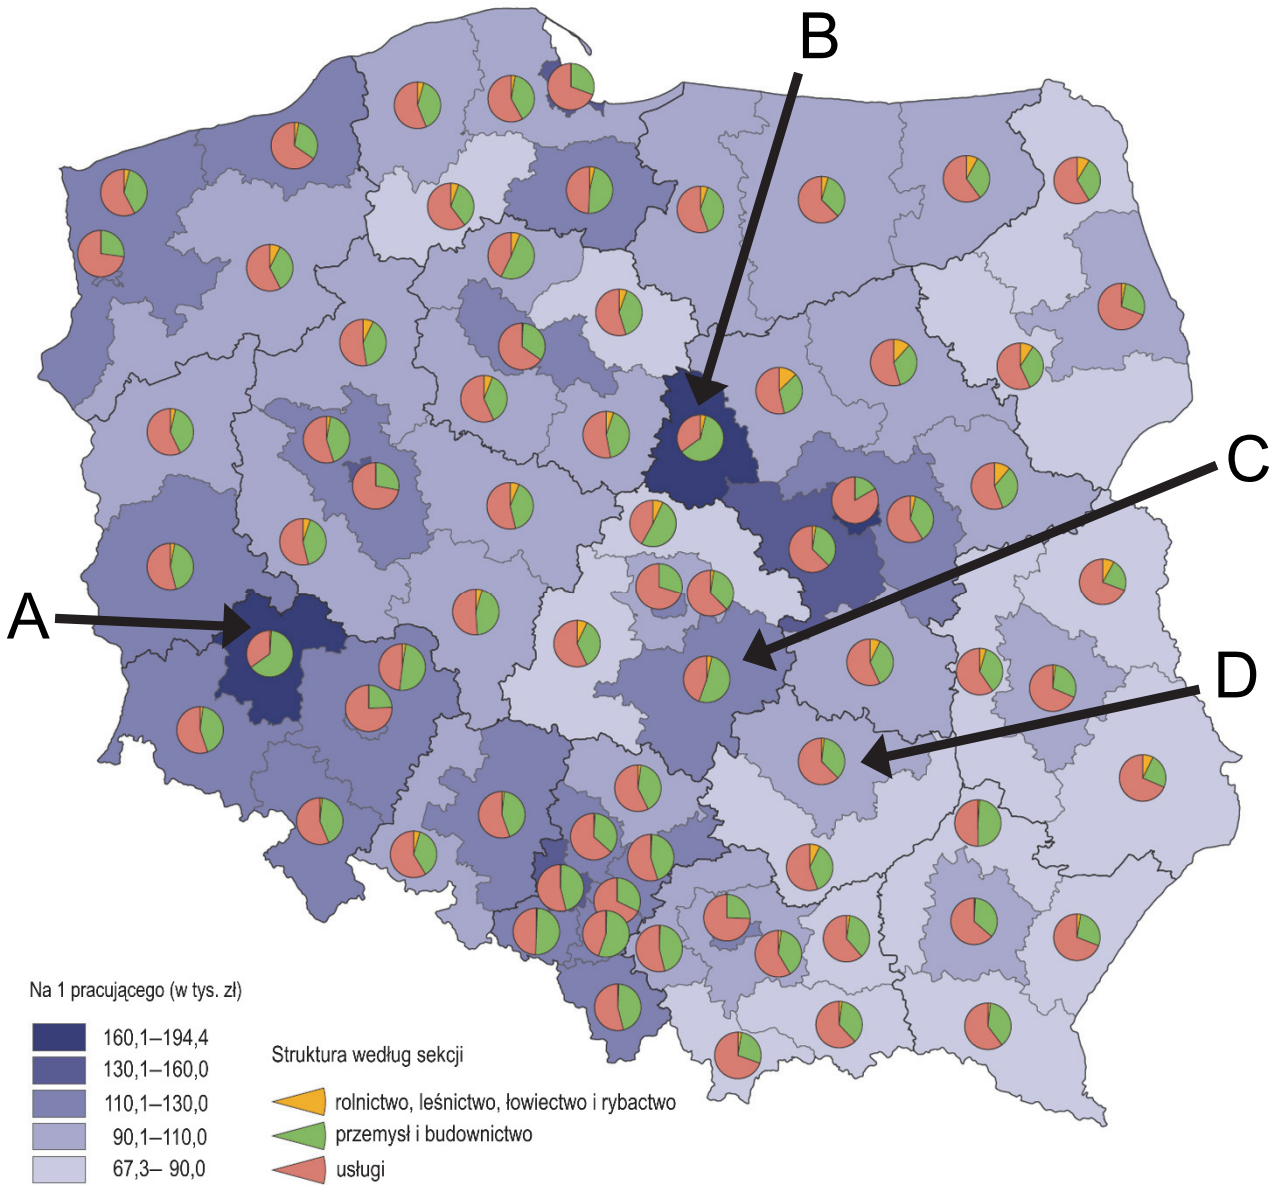 B
C
A
D
Na 1 pracującego (w tys. zł)
160,1–194,4
130,1–160,0
110,1–130,0
90,1–110,0
67,3– 90,0
Struktura według sekcji
rolnictwo, leśnictwo, łowiectwo i rybactwo
przemysł i budownictwo
usługi